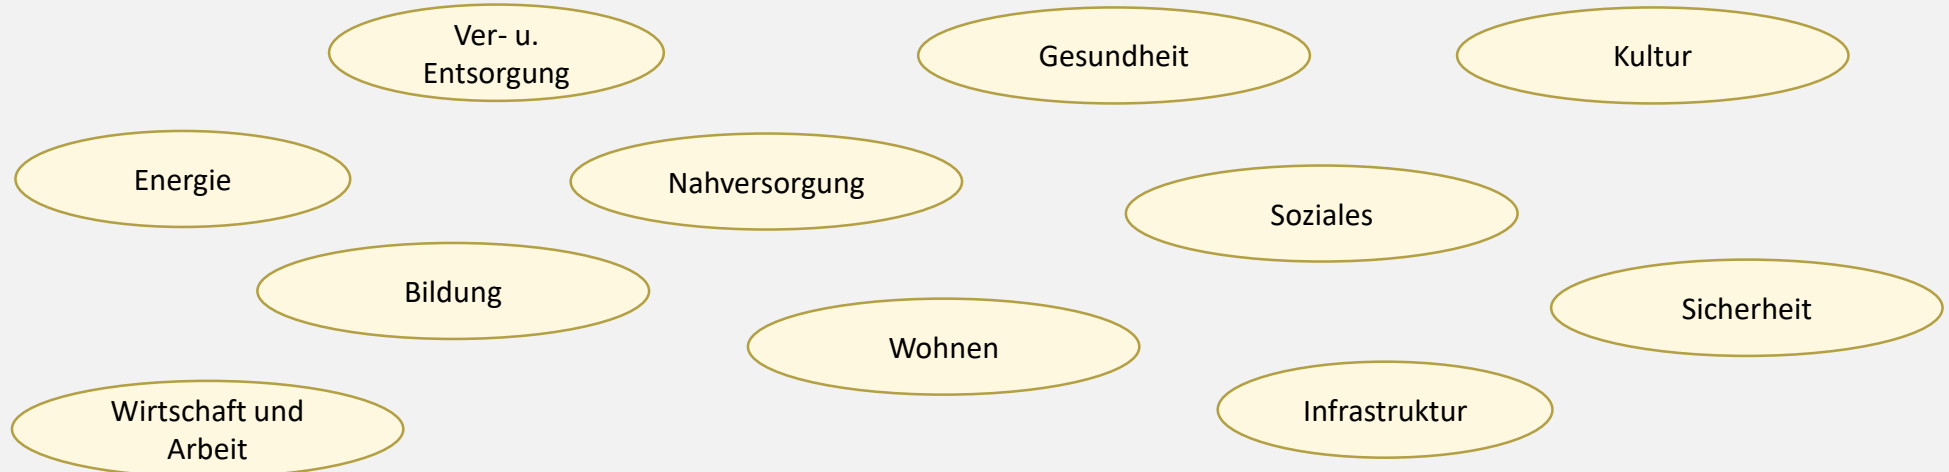 Ver- u.
Entsorgung
Gesundheit
Kultur
Energie
Nahversorgung
Soziales
Bildung
Sicherheit
Wohnen
Wirtschaft und
Arbeit
Infrastruktur